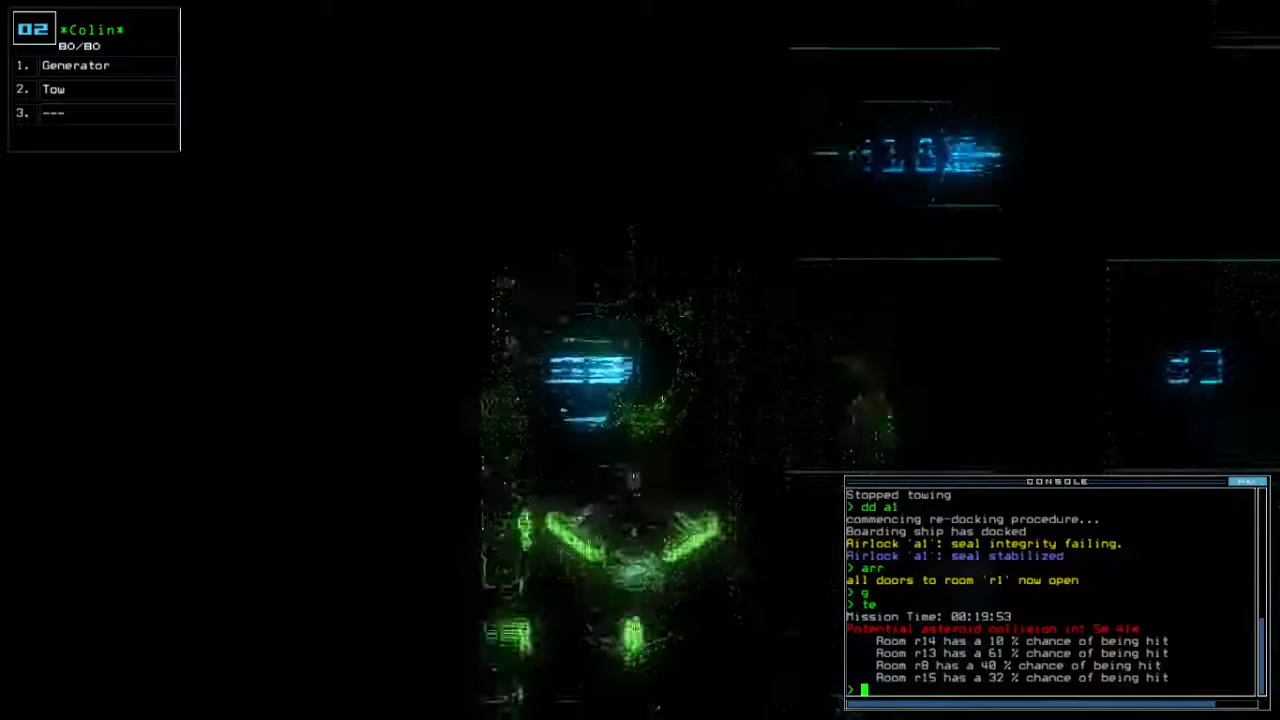 02 *Colin*
80/80
1. Generator
2. Tow
3. ---
CONSOLE
Stopped towing
> dd a1
commencing re-docking procedure...
Boarding ship has docked
Airlock 'a1': seal integrity failing.
Airlock 'a1': seal stabilized
> arr
all doors to room 'r1' now open
> g
> te
Mission Time: 00:19:53
Potential asteroid collision in: 5m 41s
Room r14 has a 10 % chance of being hit
Room r13 has a 61 % chance of being hit
Room r8 has a 40 % chance of being hit
Room r15 has a 32 % chance of being hit
>